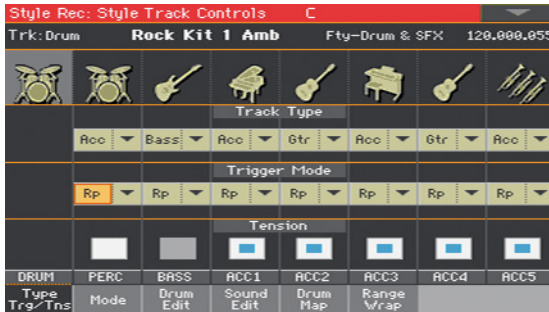 Style Rec: Style Track Controls C
Trk:Drum Rock Kit 1 Amb Fty-Drum & SFX 120.000.055
Track Type
Acc Bass Acc Gtr Acc Gtr Acc
Trigger Mode
Rp Rp Rp Rp Rp Rp Rp
Tension
DRUM PERC BASS ACC1 ACC2 ACC3 ACC4 ACC5
Type Mode Drum Sound Drum Range
Trg/Tns Edit Edit Map Wrap